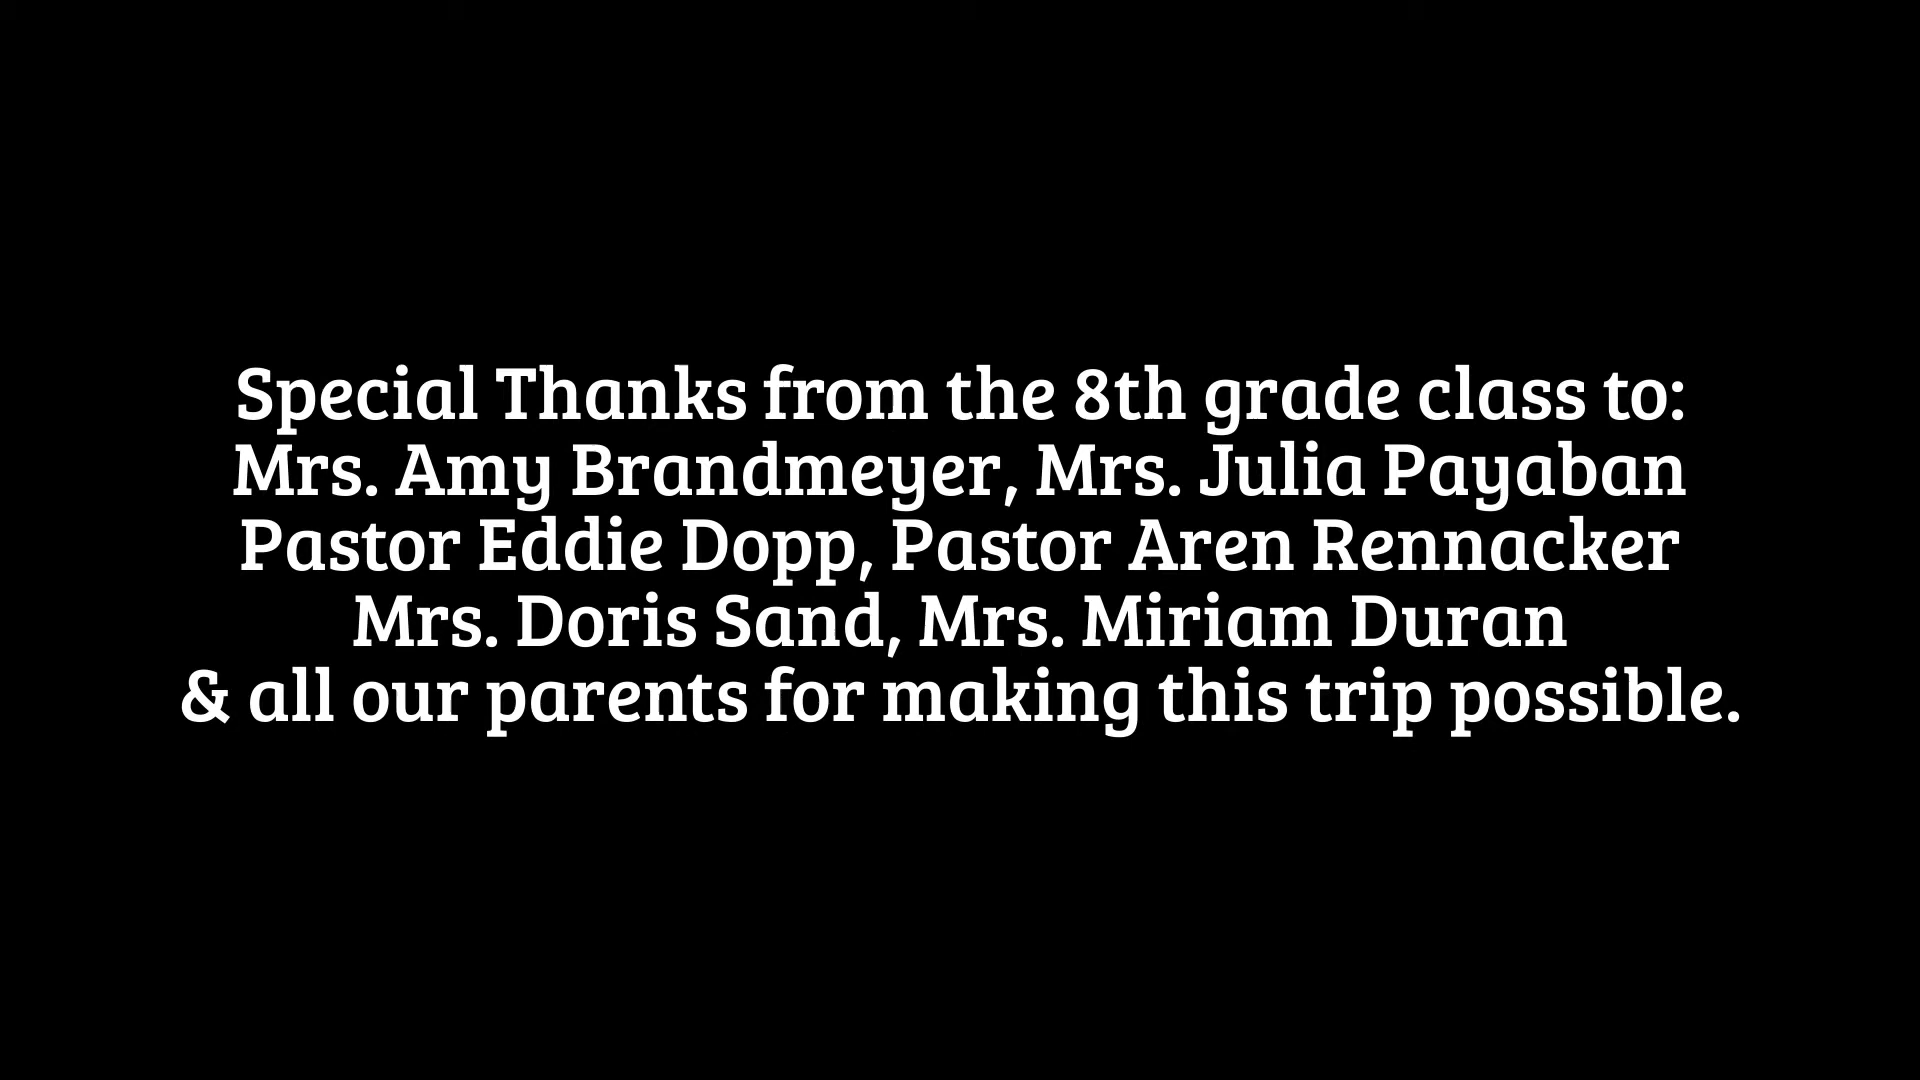 Special Thanks from the 8th grade class to:
Mrs. Amy Brandmeyer, Mrs. Julia Payaban
Pastor Eddie Dopp, Pastor Aren Rennacker
Mrs. Doris Sand, Mrs. Miriam Duran
& all our parents for making this trip possible.